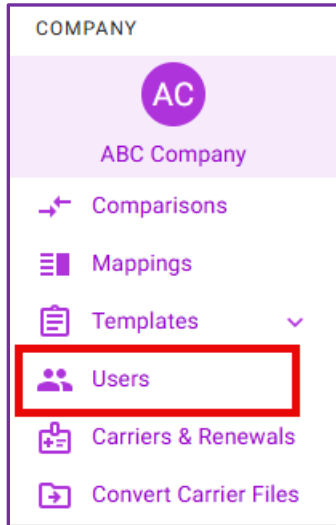 COMPANY
AC
ABC Company
Comparisons
Mappings
Templates
Users
Carriers & Renewals
Convert Carrier Files